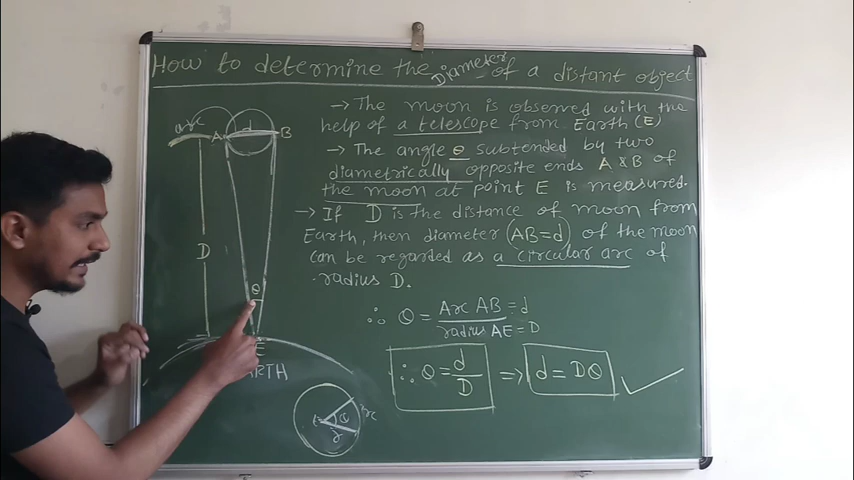 How to determine the Diameter of a distant object
→ The moon is observed with the
help of a telescope from Earth (E)
→ The angle θ subtended by two
diametrically opposite ends A & B of
the moon at point E is measured.
→ If D is the distance of moon from
Earth, then diameter (AB=d) of the moon
can be regarded as a circular arc of
radius D.
∴ θ = Arc AB = d
radius AE = D
∴ θ = d/D ⇒ d = Dθ
arc
A
d
B
D
θ
E
θ
r